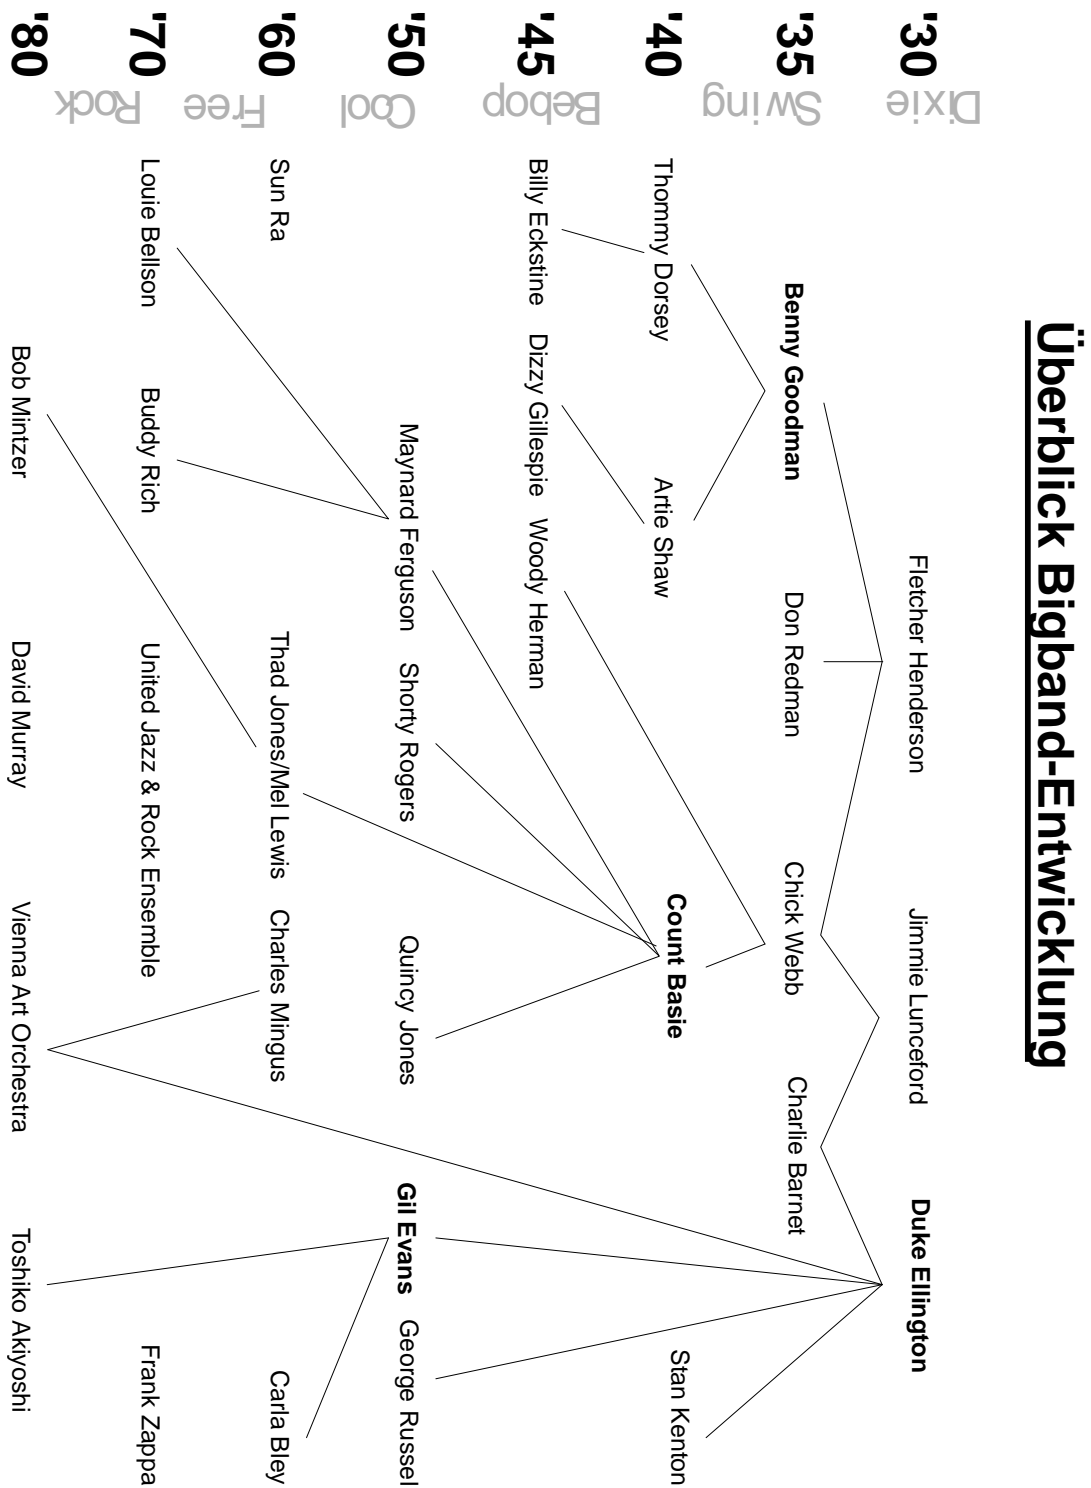 Überblick Bigband-Entwicklung
'30
Dixie
Fletcher Henderson
Jimmie Lunceford
Duke Ellington
'35
Swing
Benny Goodman
Don Redman
Chick Webb
Charlie Barnet
'40
Thommy Dorsey
Artie Shaw
Count Basie
Stan Kenton
'45
Bebop
Billy Eckstine
Dizzy Gillespie
Woody Herman
'50
Cool
Maynard Ferguson
Shorty Rogers
Quincy Jones
Gil Evans
George Russel
'60
Free
Sun Ra
Thad Jones/Mel Lewis
Charles Mingus
Carla Bley
'70
Rock
Louie Bellson
Buddy Rich
United Jazz & Rock Ensemble
Frank Zappa
'80
Bob Mintzer
David Murray
Vienna Art Orchestra
Toshiko Akiyoshi